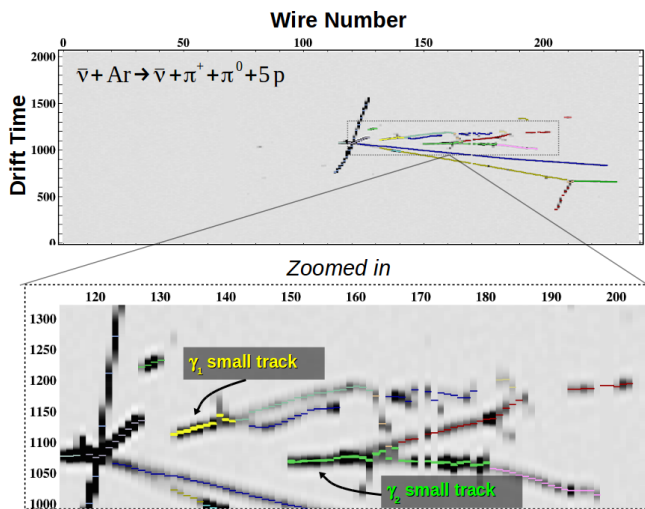 Wire Number
0 50 100 150 200
2000
1500
1000
500
0
Drift Time
ν̄ + Ar → ν̄ + π⁺ + π⁰ + 5 p
Zoomed in
120 130 140 150 160 170 180 190 200
1300
1250
1200
1150
1100
1050
1000
γ₁ small track
γ₂ small track